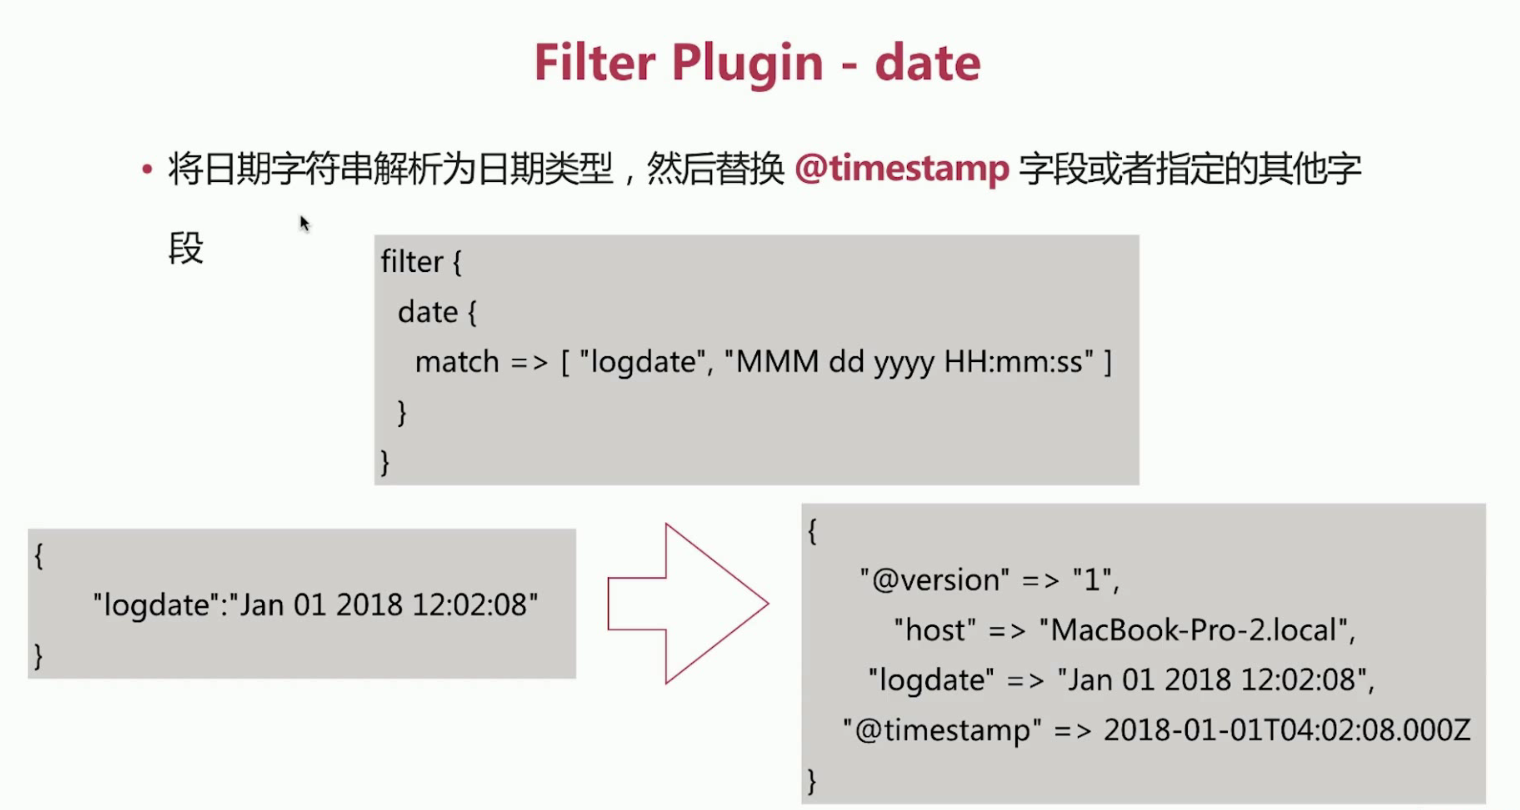 Filter Plugin - date
• 将日期字符串解析为日期类型，然后替换 @timestamp 字段或者指定的其他字
段
filter {
date {
match => [ "logdate", "MMM dd yyyy HH:mm:ss" ]
}
}
{
"logdate":"Jan 01 2018 12:02:08"
}
{
"@version" => "1",
"host" => "MacBook-Pro-2.local",
"logdate" => "Jan 01 2018 12:02:08",
"@timestamp" => 2018-01-01T04:02:08.000Z
}